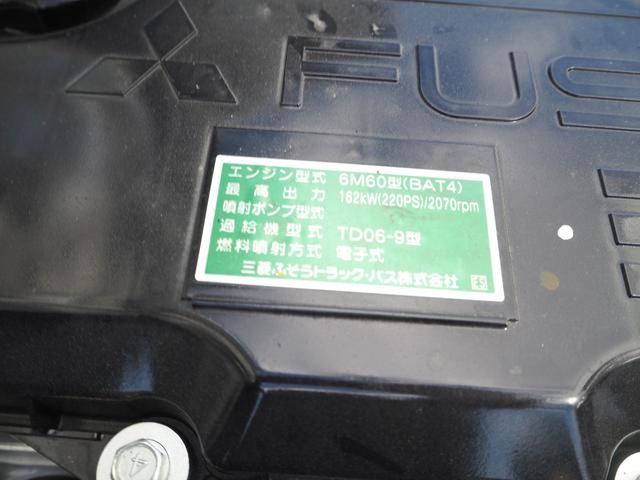 FUS
エンジン型式 6M60型(BAT4)
最高出力 162kW(220PS)/2070rpm
噴射ポンプ型式
過給機型式 TD06-9型
燃料噴射方式 電子式
三菱ふそうトラック・バス株式会社 ES
4